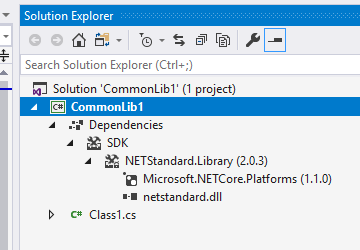 Solution Explorer
Search Solution Explorer (Ctrl+;)
Solution 'CommonLib1' (1 project)
C# CommonLib1
Dependencies
SDK
NETStandard.Library (2.0.3)
Microsoft.NETCore.Platforms (1.1.0)
netstandard.dll
C# Class1.cs